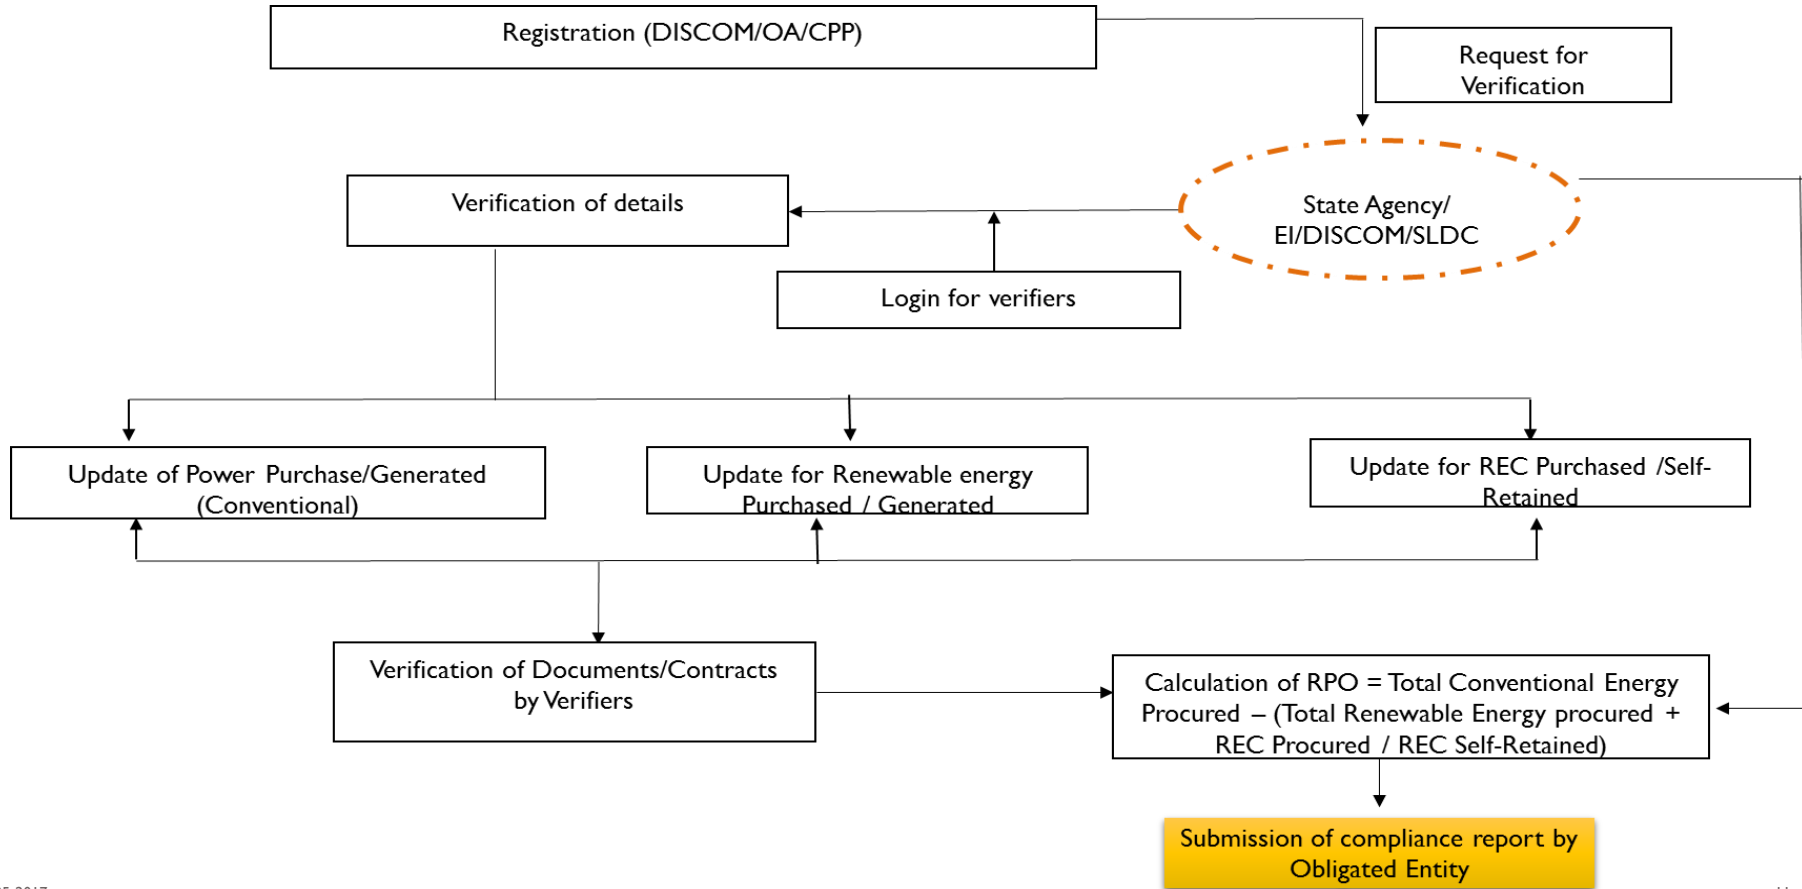 Registration (DISCOM/OA/CPP)
Request for
Verification
Verification of details
State Agency/
EI/DISCOM/SLDC
Login for verifiers
Update of Power Purchase/Generated
(Conventional)
Update for Renewable energy
Purchased / Generated
Update for REC Purchased /Self-
Retained
Verification of Documents/Contracts
by Verifiers
Calculation of RPO = Total Conventional Energy
Procured – (Total Renewable Energy procured +
REC Procured / REC Self-Retained)
Submission of compliance report by
Obligated Entity